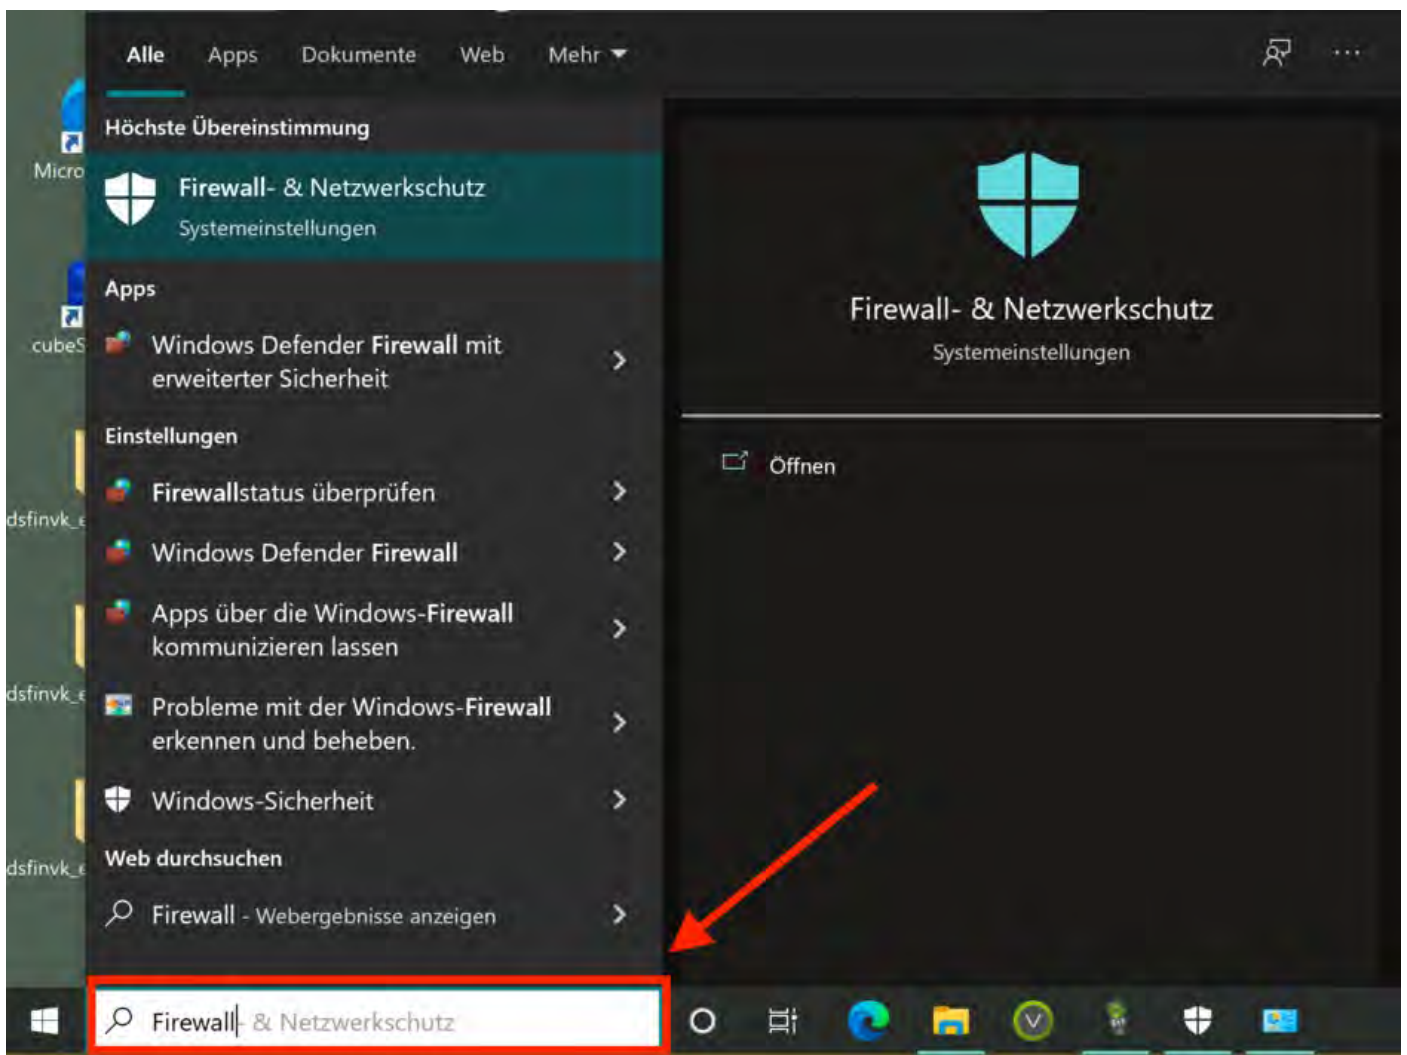 Alle Apps Dokumente Web Mehr
Höchste Übereinstimmung
Firewall- & Netzwerkschutz
Systemeinstellungen
Apps
Windows Defender Firewall mit
erweiterter Sicherheit
Einstellungen
Firewallstatus überprüfen
Windows Defender Firewall
Apps über die Windows-Firewall
kommunizieren lassen
Probleme mit der Windows-Firewall
erkennen und beheben.
Windows-Sicherheit
Web durchsuchen
Firewall - Webergebnisse anzeigen
Firewall- & Netzwerkschutz
Firewall- & Netzwerkschutz
Systemeinstellungen
Öffnen
Micro
cubeS
dsfinvk_e
dsfinvk_e
dsfinvk_e